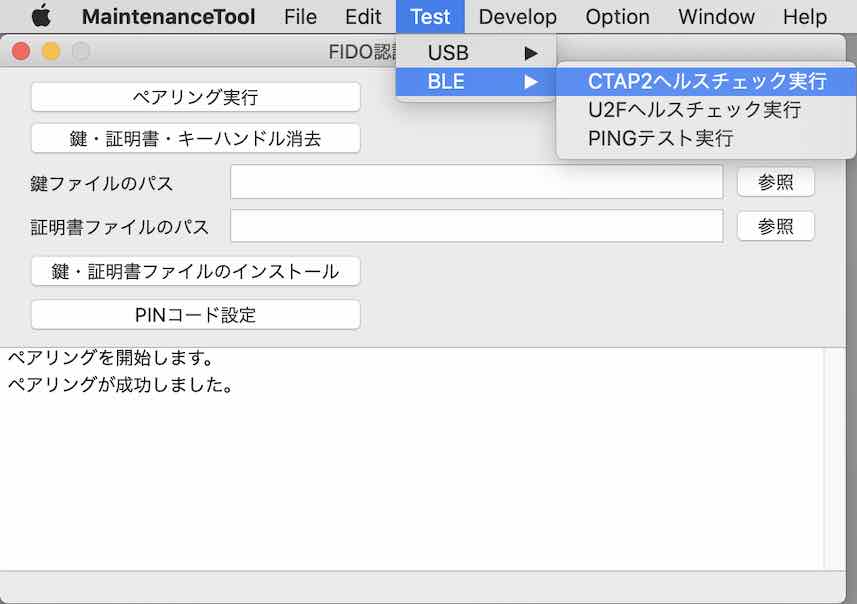 MaintenanceTool File Edit Test Develop Option Window Help
FIDO認
USB
BLE
CTAP2ヘルスチェック実行
U2Fヘルスチェック実行
PINGテスト実行
ペアリング実行
鍵・証明書・キーハンドル消去
鍵ファイルのパス 参照
証明書ファイルのパス 参照
鍵・証明書ファイルのインストール
PINコード設定
ペアリングを開始します。
ペアリングが成功しました。